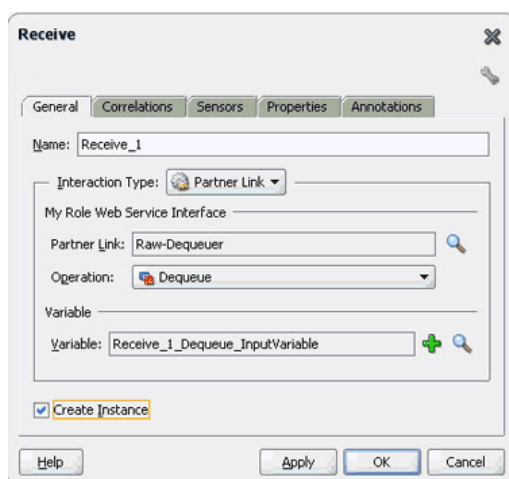 Receive
General Correlations Sensors Properties Annotations
Name: Receive_1
Interaction Type: Partner Link
My Role Web Service Interface
Partner Link: Raw-Dequeuer
Operation: Dequeue
Variable
Variable: Receive_1_Dequeue_InputVariable
Create Instance
Help Apply OK Cancel